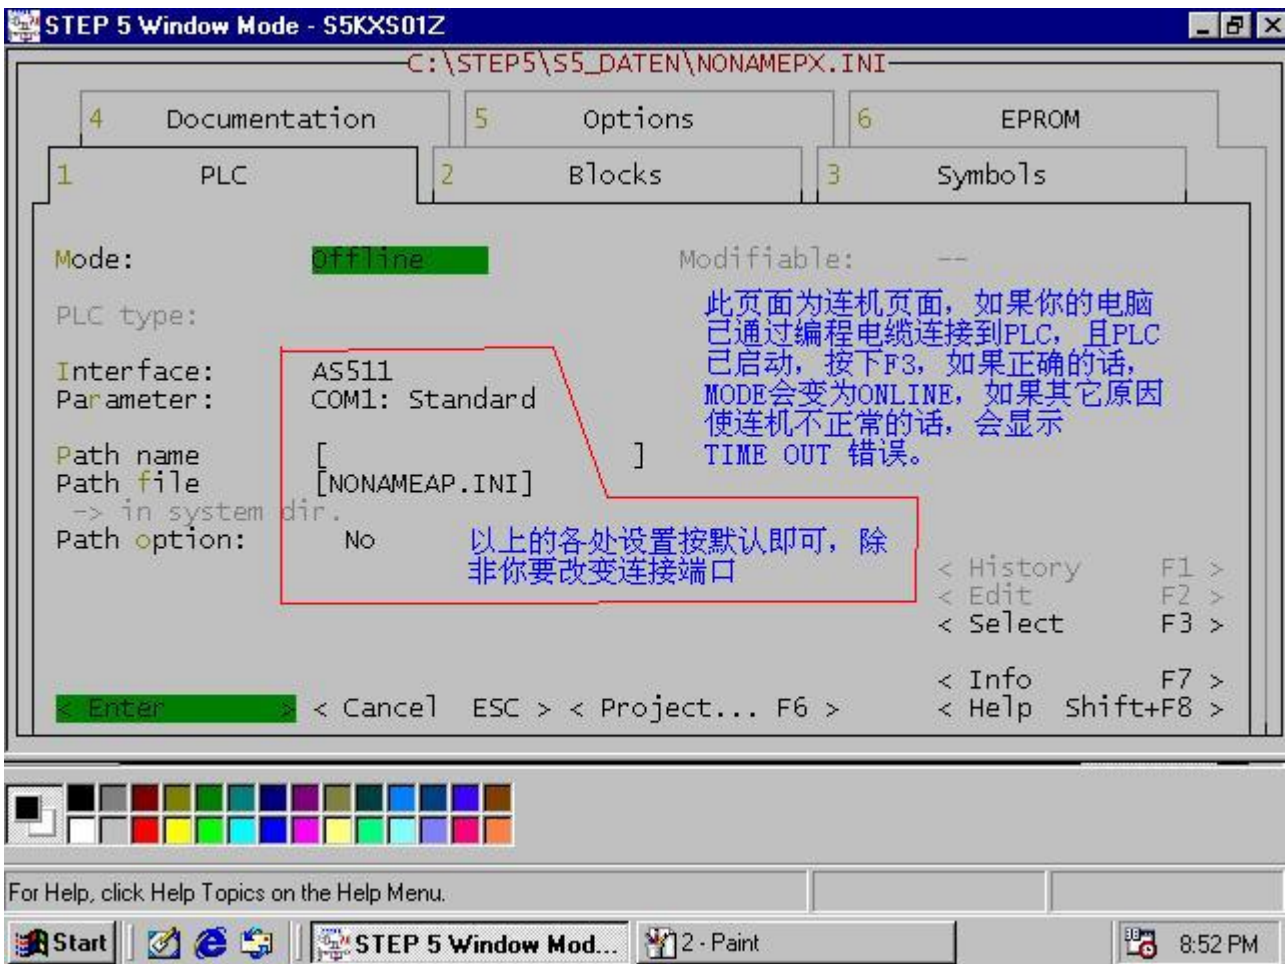 STEP 5 Window Mode - S5KXS01Z
C:\STEP5\S5_DATEN\NONAMEPX.INI
4 Documentation 5 Options 6 EPROM
1 PLC 2 Blocks 3 Symbols
Mode: Offline Modifiable: --
PLC type:
Interface: AS511
Parameter: COM1: Standard
Path name [ ]
Path file [NONAMEAP.INI]
-> in system dir.
Path option: No
此页面为连机页面，如果你的电脑
已通过编程电缆连接到PLC，且PLC
已启动，按下F3，如果正确的话，
MODE会变为ONLINE，如果其它原因
使连机不正常的话，会显示
TIME OUT 错误。
以上的各处设置按默认即可，除
非你要改变连接端口
< History F1 >
< Edit F2 >
< Select F3 >
< Info F7 >
< Enter > < Cancel ESC > < Project... F6 > < Help Shift+F8 >
For Help, click Help Topics on the Help Menu.
Start STEP 5 Window Mod... 2 - Paint 8:52 PM